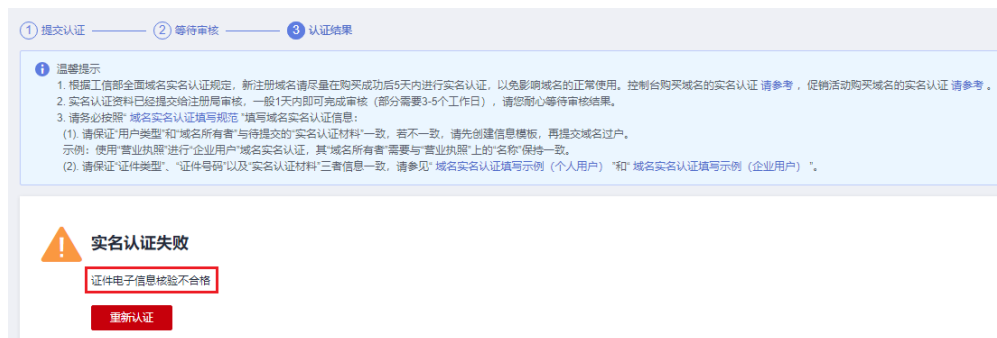 1 提交认证 2 等待审核 3 认证结果
温馨提示
1. 根据工信部全面域名实名认证规定，新注册域名请尽量在购买成功后5天内进行实名认证，以免影响域名的正常使用。控制台购买域名的实名认证 请参考 ，促销活动购买域名的实名认证 请参考 。
2. 实名认证资料已经提交给注册局审核，一般1天内即可完成审核（部分需要3-5个工作日），请您耐心等待审核结果。
3. 请务必按照“ 域名实名认证填写规范 ”填写域名实名认证信息：
(1). 请保证“用户类型”和“域名所有者”与待提交的“实名认证材料”一致，若不一致，请先创建信息模板，再提交域名过户。
示例：使用“营业执照”进行“企业用户”域名实名认证，其“域名所有者”需要与“营业执照”上的“名称”保持一致。
(2). 请保证“证件类型”、“证件号码”以及“实名认证材料”三者信息一致，请参见“ 域名实名认证填写示例（个人用户） ”和“ 域名实名认证填写示例（企业用户） ”。
实名认证失败
证件电子信息核验不合格
重新认证